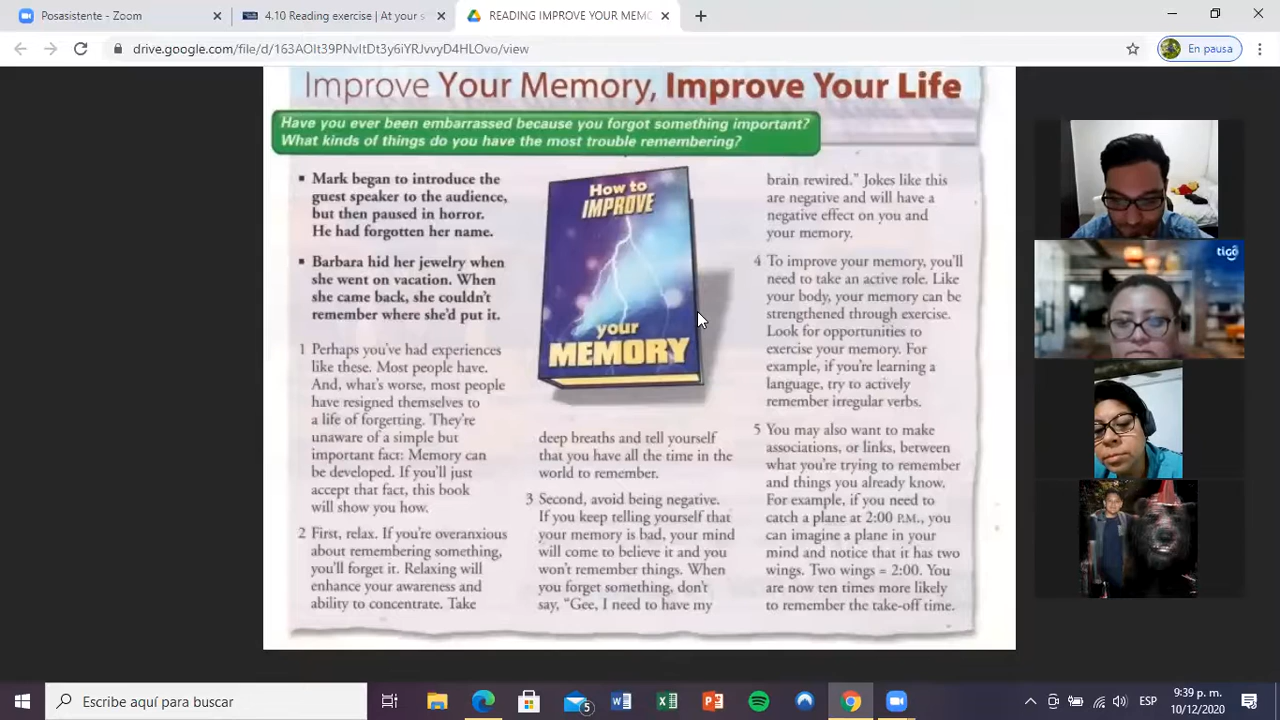 Posasistente - Zoom
4.10 Reading exercise | At your s
READING IMPROVE YOUR MEMO
drive.google.com/file/d/163AOIt39PNvItDt3y6iYRJvvyD4HLOvo/view
En pausa
Improve Your Memory, Improve Your Life
Have you ever been embarrassed because you forgot something important?
What kinds of things do you have the most trouble remembering?
▪ Mark began to introduce the
guest speaker to the audience,
but then paused in horror.
He had forgotten her name.
▪ Barbara hid her jewelry when
she went on vacation. When
she came back, she couldn't
remember where she'd put it.
1 Perhaps you've had experiences
like these. Most people have.
And, what's worse, most people
have resigned themselves to
a life of forgetting. They're
unaware of a simple but
important fact: Memory can
be developed. If you'll just
accept that fact, this book
will show you how.
2 First, relax. If you're overanxious
about remembering something,
you'll forget it. Relaxing will
enhance your awareness and
ability to concentrate. Take
How to
IMPROVE
your
MEMORY
deep breaths and tell yourself
that you have all the time in the
world to remember.
3 Second, avoid being negative.
If you keep telling yourself that
your memory is bad, your mind
will come to believe it and you
won't remember things. When
you forget something, don't
say, "Gee, I need to have my
brain rewired." Jokes like this
are negative and will have a
negative effect on you and
your memory.
4 To improve your memory, you'll
need to take an active role. Like
your body, your memory can be
strengthened through exercise.
Look for opportunities to
exercise your memory. For
example, if you're learning a
language, try to actively
remember irregular verbs.
5 You may also want to make
associations, or links, between
what you're trying to remember
and things you already know.
For example, if you need to
catch a plane at 2:00 P.M., you
can imagine a plane in your
mind and notice that it has two
wings. Two wings = 2:00. You
are now ten times more likely
to remember the take-off time.
tigo
Escribe aquí para buscar
5
ESP
9:39 p. m.
10/12/2020